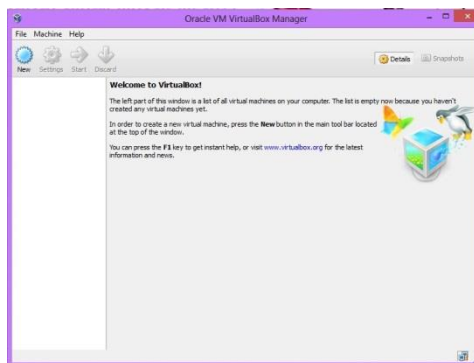 Oracle VM VirtualBox Manager
File Machine Help
New Settings Start Discard
Details Snapshots
Welcome to VirtualBox!
The left part of this window is a list of all virtual machines on your computer. The list is empty now because you haven't
created any virtual machines yet.
In order to create a new virtual machine, press the New button in the main tool bar located
at the top of the window.
You can press the F1 key to get instant help, or visit www.virtualbox.org for the latest
information and news.